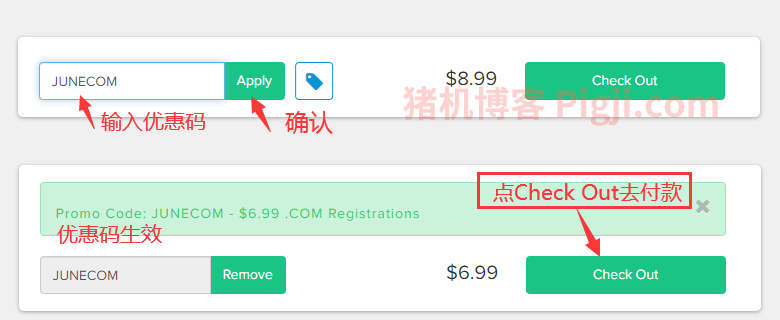 JUNECOM Apply $8.99 Check Out
猪机博客 Pigji.com
输入优惠码 确认
点Check Out去付款
Promo Code: JUNECOM - $6.99 .COM Registrations
优惠码生效
JUNECOM Remove $6.99 Check Out